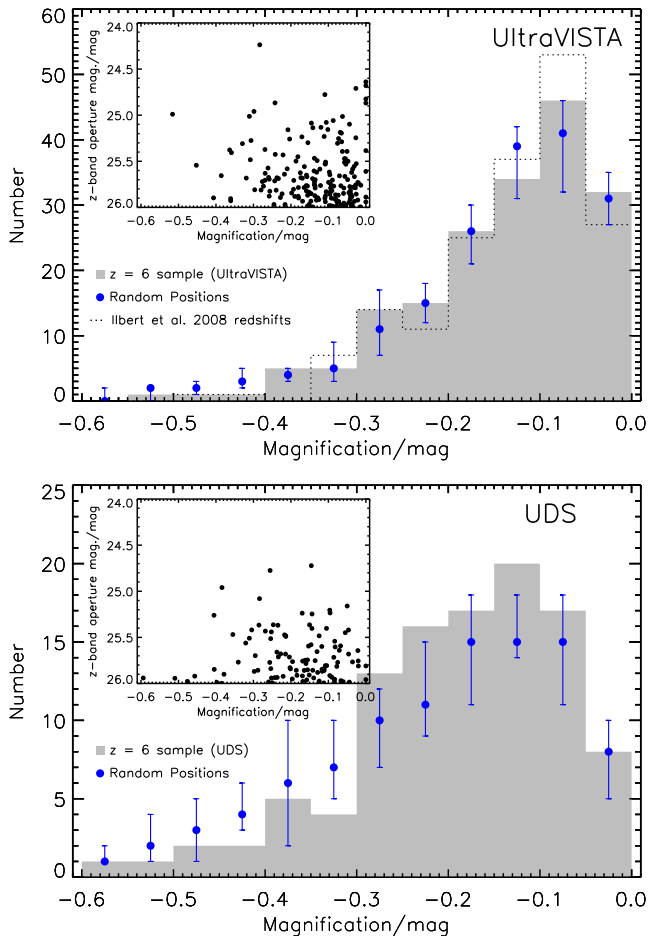 UltraVISTA
60
50
40
30
20
10
0
Number
24.0
24.5
25.0
25.5
26.0
z-band aperture mag./mag
-0.6 -0.5 -0.4 -0.3 -0.2 -0.1 0.0
Magnification/mag
z = 6 sample (UltraVISTA)
Random Positions
Ilbert et al. 2008 redshifts
-0.6 -0.5 -0.4 -0.3 -0.2 -0.1 0.0
Magnification/mag
UDS
25
20
15
10
5
0
Number
24.0
24.5
25.0
25.5
26.0
z-band aperture mag./mag
-0.6 -0.5 -0.4 -0.3 -0.2 -0.1 0.0
Magnification/mag
z = 6 sample (UDS)
Random Positions
-0.6 -0.5 -0.4 -0.3 -0.2 -0.1 0.0
Magnification/mag